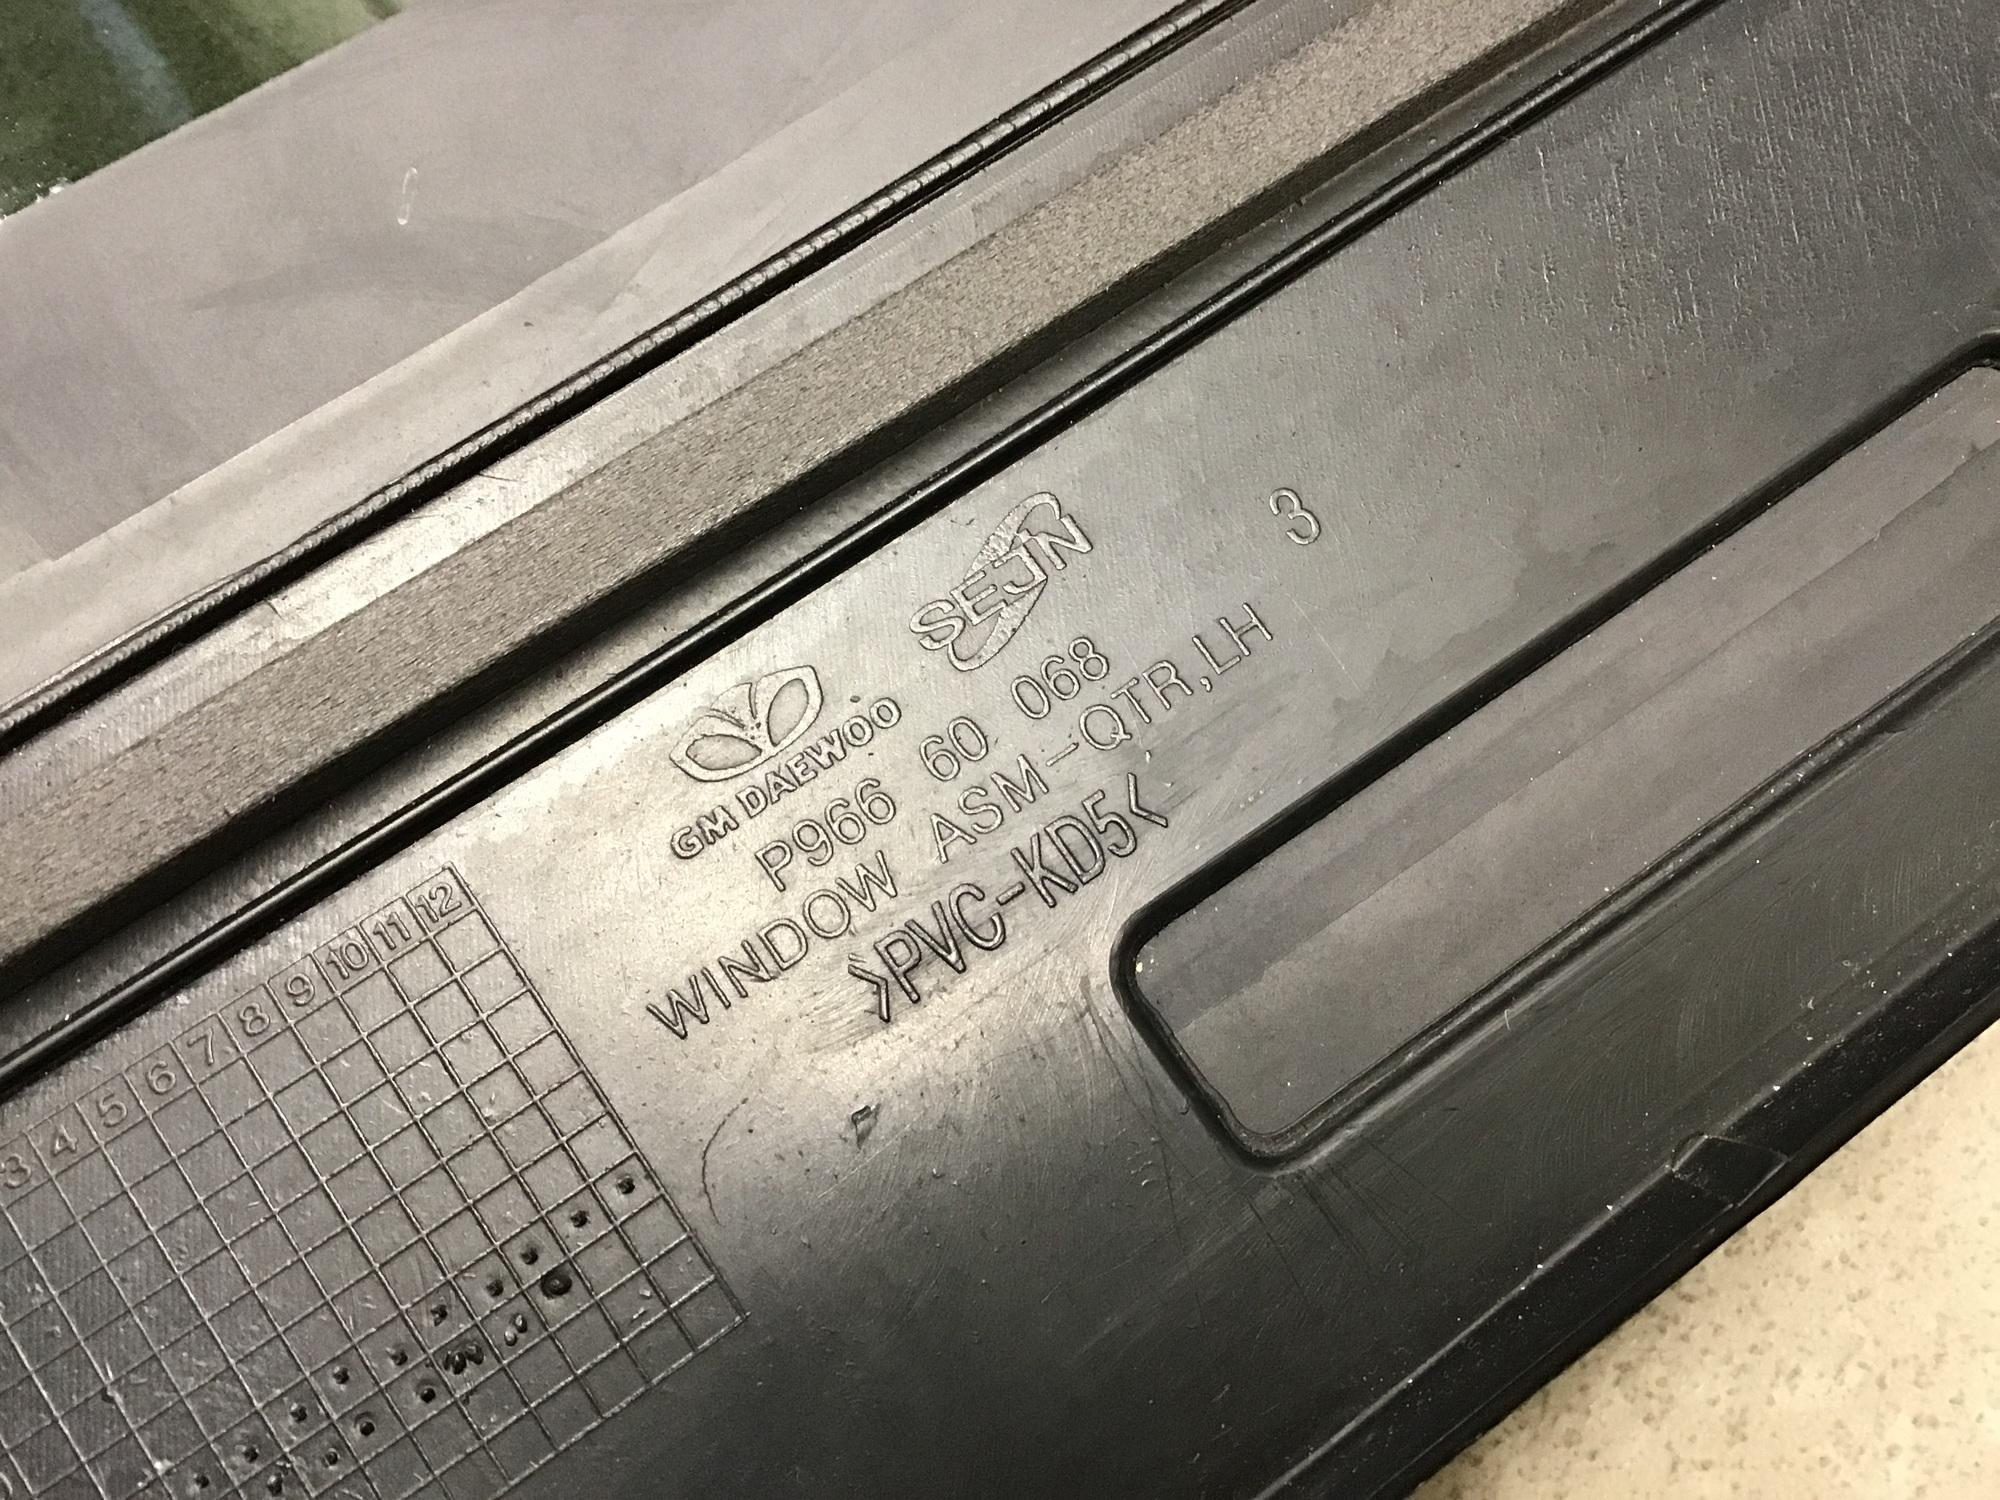 SEJIN
3
GM DAEWOO
P966 60 068
WINDOW ASM-QTR,LH
>PVC-KD5<
3 4 5 6 7 8 9 10 11 12